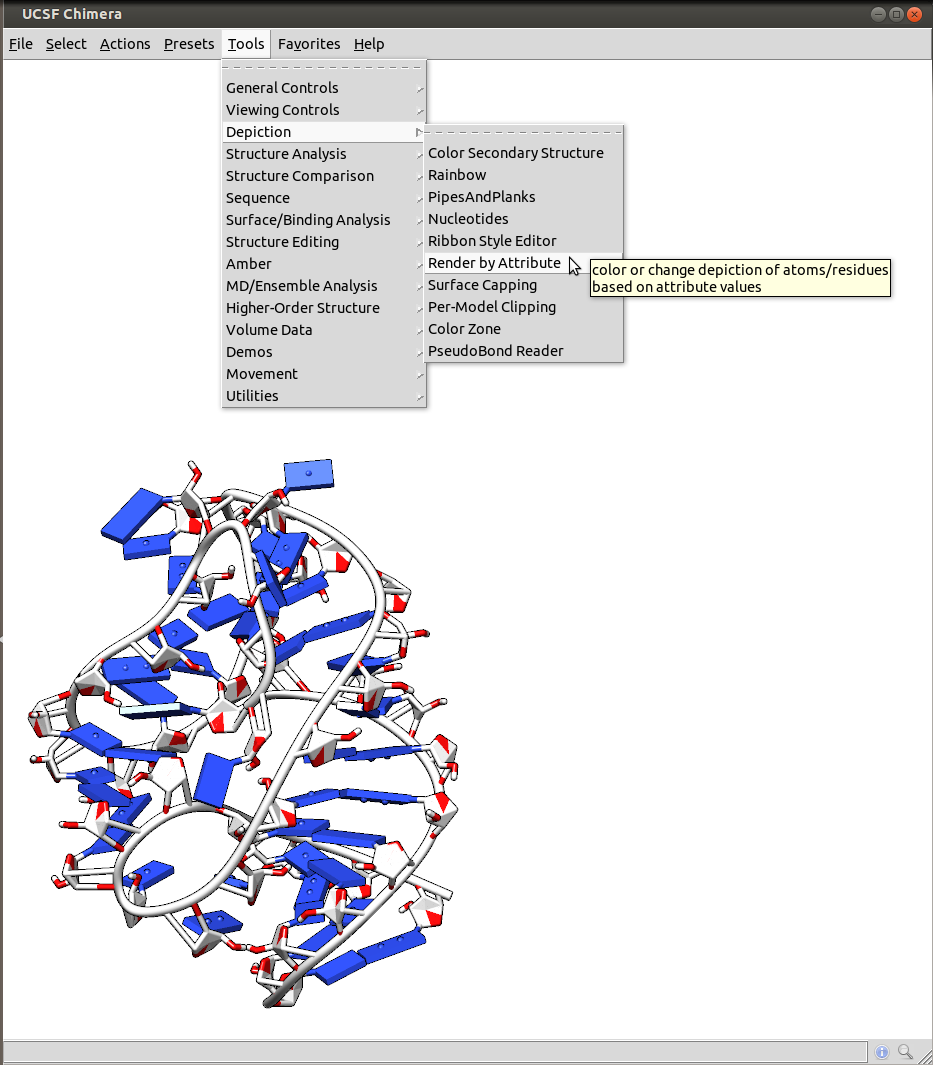 UCSF Chimera
File Select Actions Presets Tools Favorites Help
General Controls
Viewing Controls
Depiction
Structure Analysis
Structure Comparison
Sequence
Surface/Binding Analysis
Structure Editing
Amber
MD/Ensemble Analysis
Higher-Order Structure
Volume Data
Demos
Movement
Utilities
Color Secondary Structure
Rainbow
PipesAndPlanks
Nucleotides
Ribbon Style Editor
Render by Attribute
Surface Capping
Per-Model Clipping
Color Zone
PseudoBond Reader
color or change depiction of atoms/residues
based on attribute values